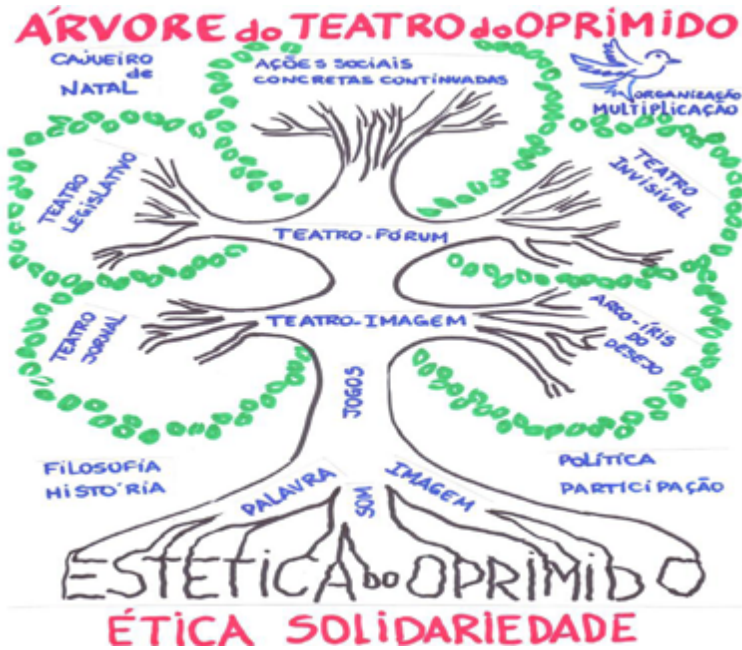 ÁRVORE do TEATRO do OPRIMIDO
CAJUEIRO
de
NATAL
AÇÕES SOCIAIS
CONCRETAS CONTINUADAS
ORGANIZAÇÃO
MULTIPLICAÇÃO
TEATRO
LEGISLATIVO
TEATRO
INVISÍVEL
TEATRO-FÓRUM
TEATRO
JORNAL
TEATRO-IMAGEM
ARCO-ÍRIS
DO
DESEJO
JOGOS
FILOSOFIA
HISTÓRIA
POLÍTICA
PARTICIPAÇÃO
PALAVRA
SOM
IMAGEM
ESTETICA do OPRIMIDO
ÉTICA SOLIDARIEDADE